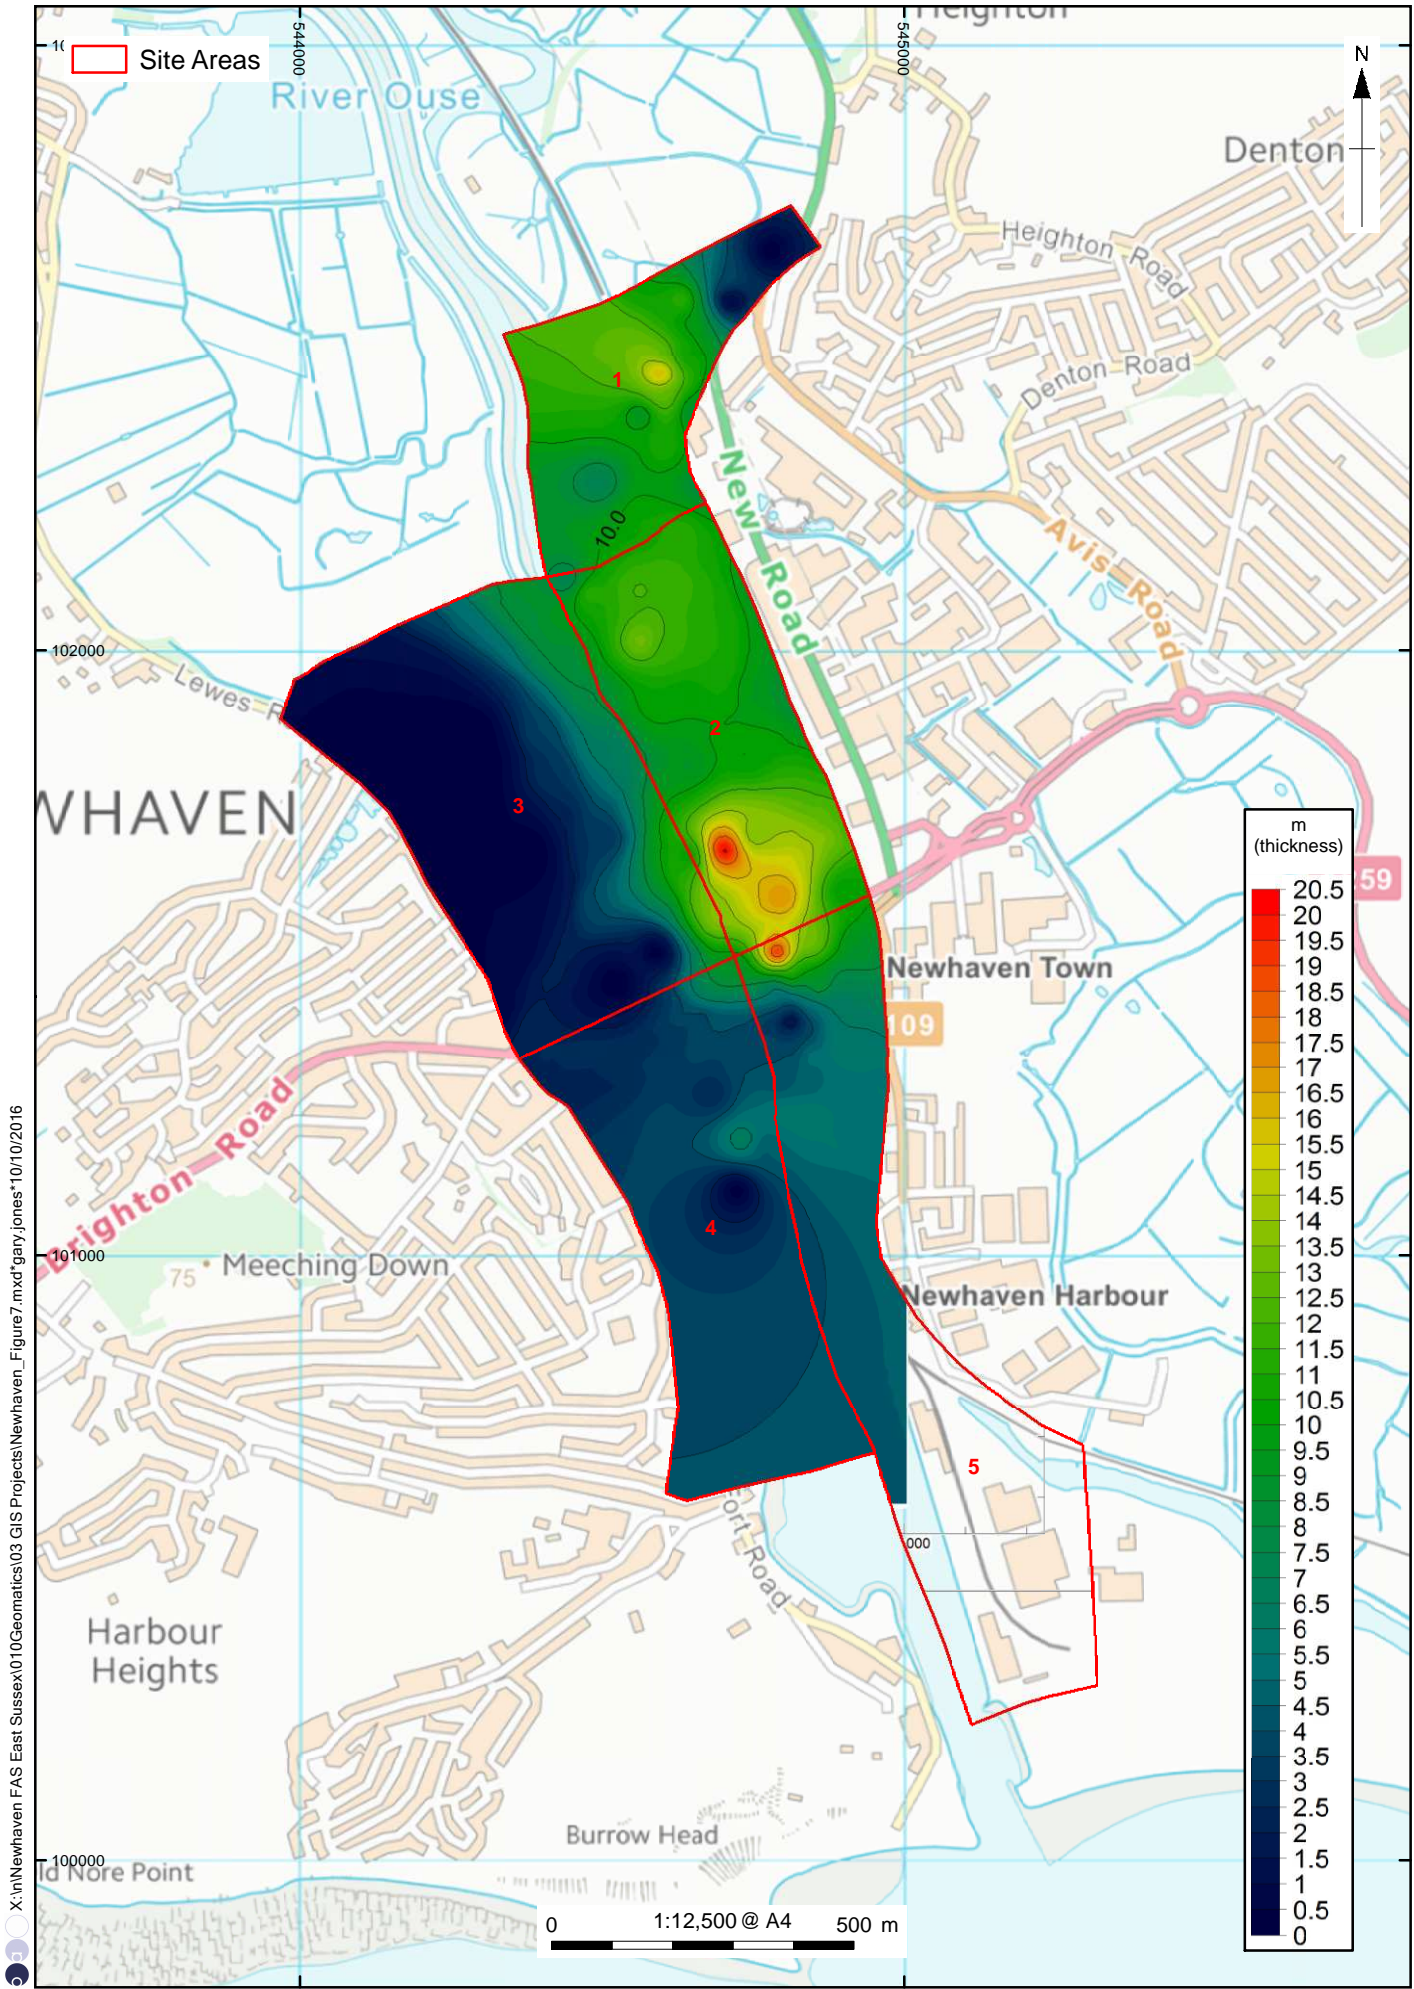 Heighton
544000
545000
Site Areas
River Ouse
N
Denton
Heighton Road
Denton Road
1
New Road
Avis Road
10.0
102000
Lewes R
2
3
WHAVEN
m
(thickness)
20.5
20
19.5
19
18.5
18
17.5
17
16.5
16
15.5
15
14.5
14
13.5
13
12.5
12
11.5
11
10.5
10
9.5
9
8.5
8
7.5
7
6.5
6
5.5
5
4.5
4
3.5
3
2.5
2
1.5
1
0.5
0
259
Newhaven Town
109
Brighton Road
4
101000
75
Meeching Down
Newhaven Harbour
5
000
ort Road
Harbour
Heights
Burrow Head
100000
ld Nore Point
0
1:12,500 @ A4
500 m
X:\n\Newhaven FAS East Sussex\010Geomatics\03 GIS Projects\Newhaven_Figure7.mxd*gary.jones*10/10/2016